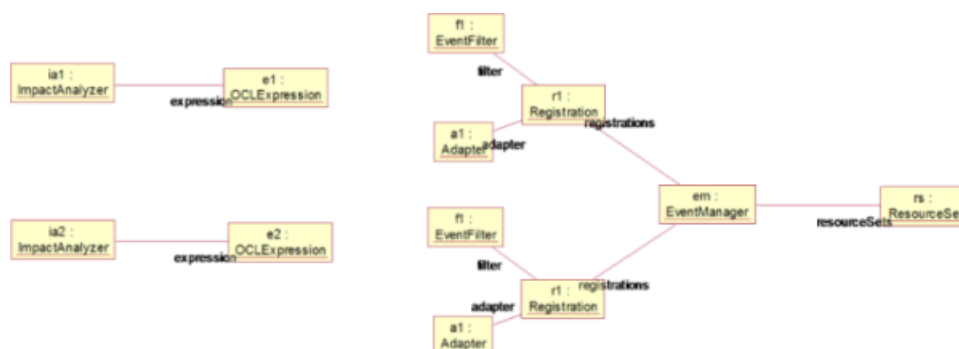 ia1 :
ImpactAnalyzer
expression
e1 :
OCLExpression
ia2 :
ImpactAnalyzer
expression
e2 :
OCLExpression
f1 :
EventFilter
filter
r1 :
Registration
registrations
a1 :
Adapter
adapter
em :
EventManager
resourceSets
rs :
ResourceSe
f1 :
EventFilter
filter
r1 :
Registration
registrations
adapter
a1 :
Adapter